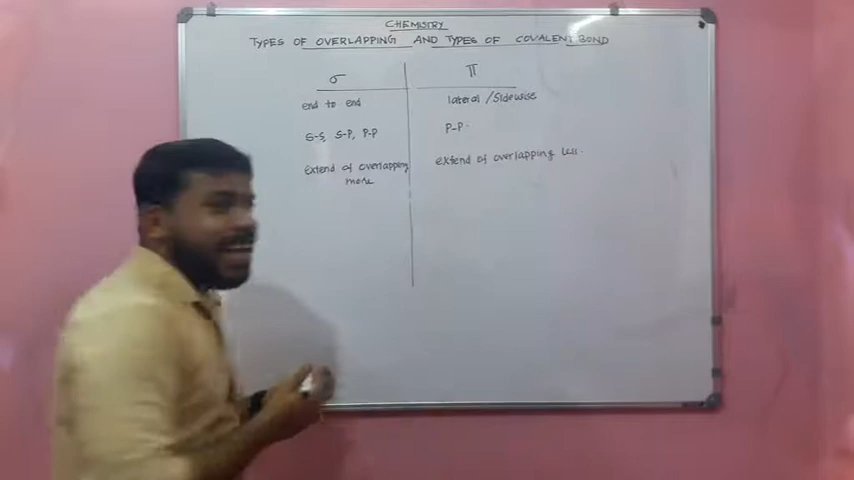 CHEMISTRY
TYPES OF OVERLAPPING AND TYPES OF COVALENT BOND
σ π
end to end lateral / Sidewise
S-S, S-P, P-P P-P.
extend of overlapping more extend of overlapping less.